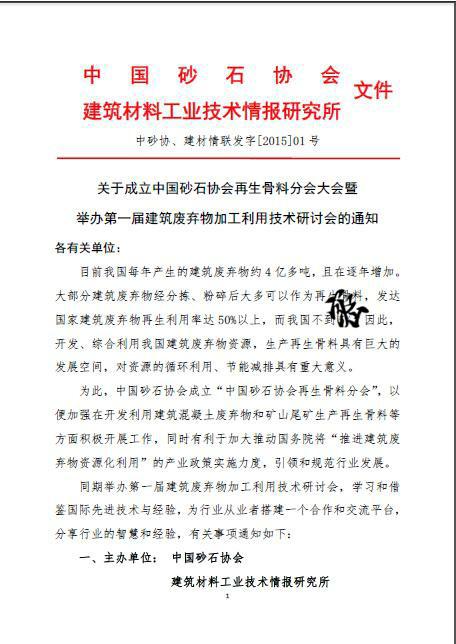 中国砂石协会
文件
建筑材料工业技术情报研究所
中砂协、建材情联发字[2015]01号
关于成立中国砂石协会再生骨料分会大会暨
举办第一届建筑废弃物加工利用技术研讨会的通知
各有关单位：
目前我国每年产生的建筑废弃物约4亿多吨，且在逐年增加。
大部分建筑废弃物经分拣、粉碎后大多可以作为再生骨料，发达
国家建筑废弃物再生利用率达50%以上，而我国不到 因此，
开发、综合利用我国建筑废弃物资源，生产再生骨料具有巨大的
发展空间，对资源的循环利用、节能减排具有重大意义。
为此，中国砂石协会成立“中国砂石协会再生骨料分会”，以
便加强在开发利用建筑混凝土废弃物和矿山尾矿生产再生骨料等
方面积极开展工作，同时有利于加大推动国务院将“推进建筑废
弃物资源化利用”的产业政策实施力度，引领和规范行业发展。
同期举办第一届建筑废弃物加工利用技术研讨会，学习和借
鉴国际先进技术与经验，为行业从业者搭建一个合作和交流平台，
分享行业的智慧和经验，有关事项通知如下：
一、主办单位： 中国砂石协会
建筑材料工业技术情报研究所
1